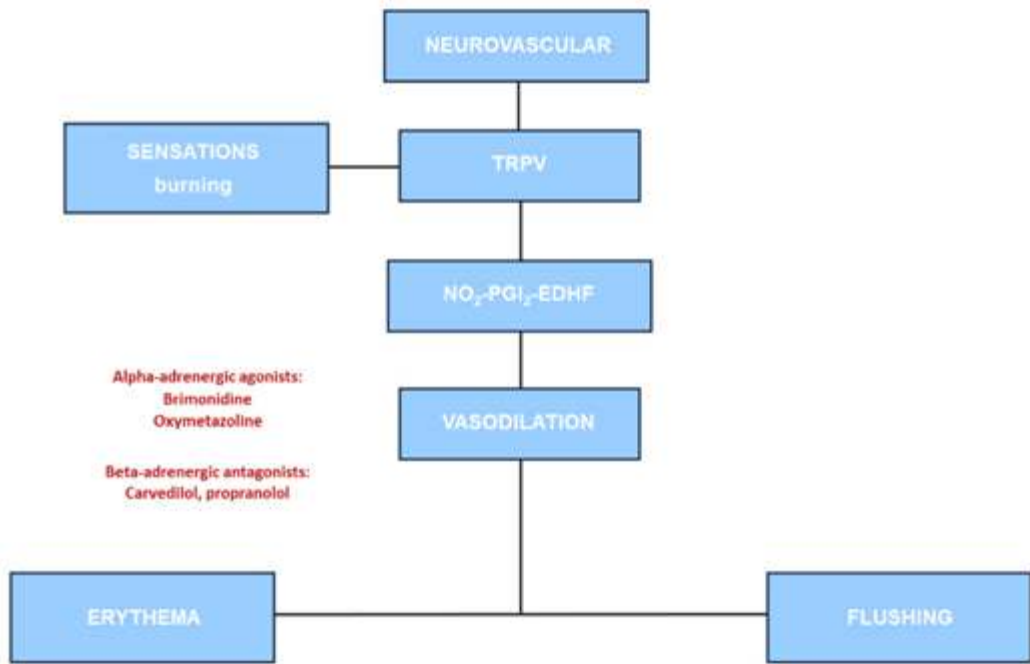 NEUROVASCULAR
SENSATIONS
burning
TRPV
NO₂-PGI₂-EDHF
Alpha-adrenergic agonists:
Brimonidine
Oxymetazoline
VASODILATION
Beta-adrenergic antagonists:
Carvedilol, propranolol
ERYTHEMA
FLUSHING